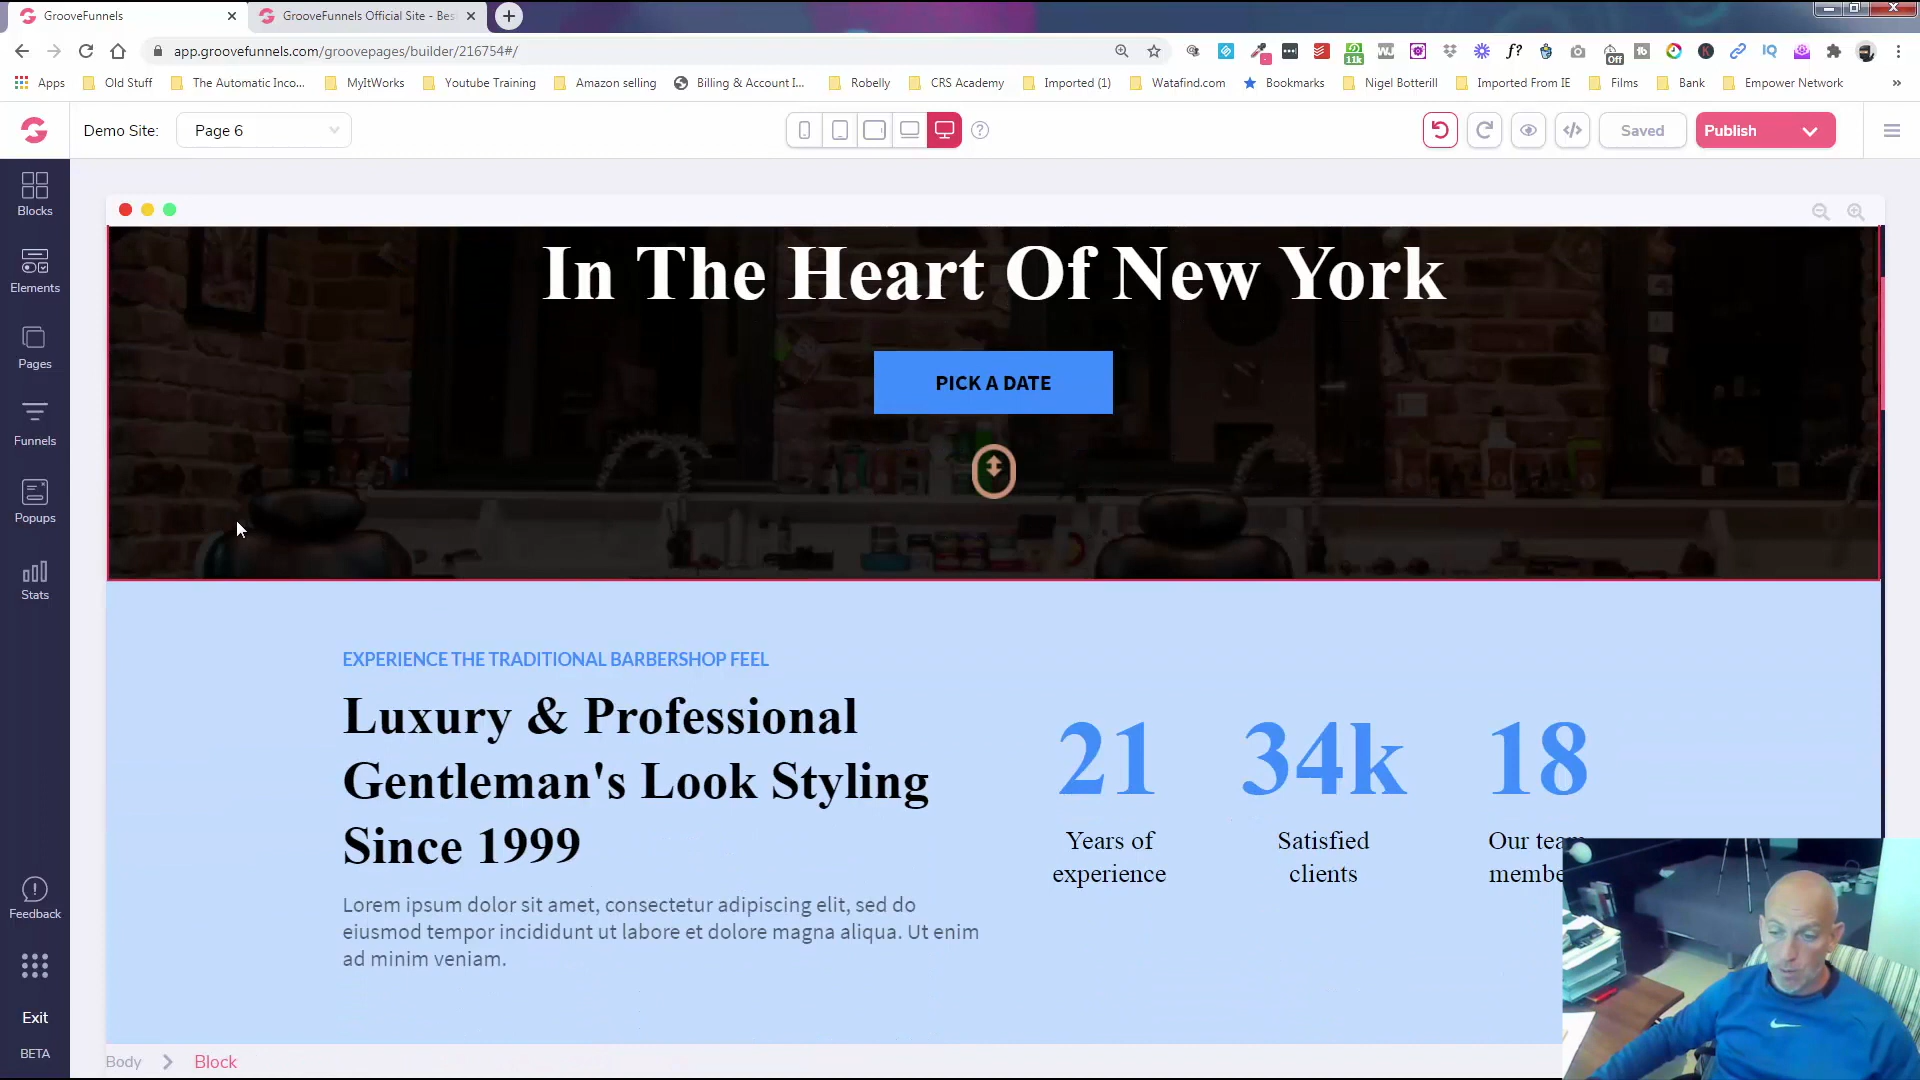 GrooveFunnels
GrooveFunnels Official Site - Bes
app.groovefunnels.com/groovepages/builder/216754#/
Apps
Old Stuff
The Automatic Inco...
MyItWorks
Youtube Training
Amazon selling
Billing & Account I...
Robelly
CRS Academy
Imported (1)
Watafind.com
Bookmarks
Nigel Botterill
Imported From IE
Films
Bank
Empower Network
»
11k
Off
Demo Site:
Page 6
Saved
Publish
Blocks
Elements
Pages
Funnels
Popups
Stats
Feedback
Exit
BETA
In The Heart Of New York
PICK A DATE
EXPERIENCE THE TRADITIONAL BARBERSHOP FEEL
Luxury & Professional
Gentleman's Look Styling
Since 1999
Lorem ipsum dolor sit amet, consectetur adipiscing elit, sed do
eiusmod tempor incididunt ut labore et dolore magna aliqua. Ut enim
ad minim veniam.
21
Years of
experience
34k
Satisfied
clients
18
Our team
membe
Body
Block